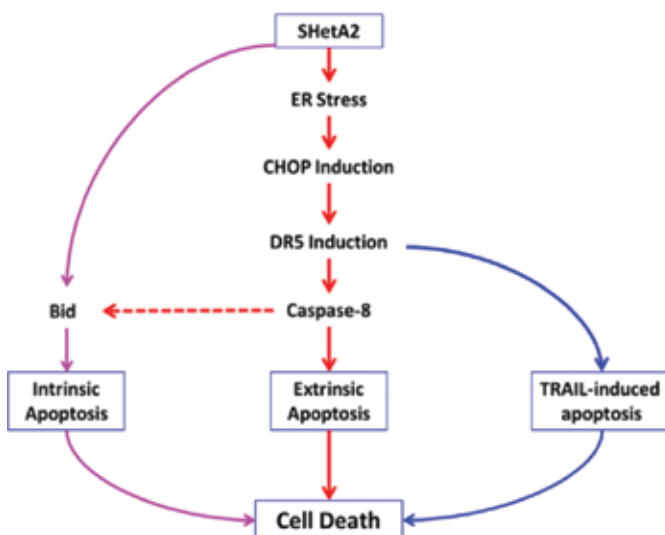 SHetA2
ER Stress
CHOP Induction
DR5 Induction
Bid
Caspase-8
Intrinsic
Apoptosis
Extrinsic
Apoptosis
TRAIL-induced
apoptosis
Cell Death